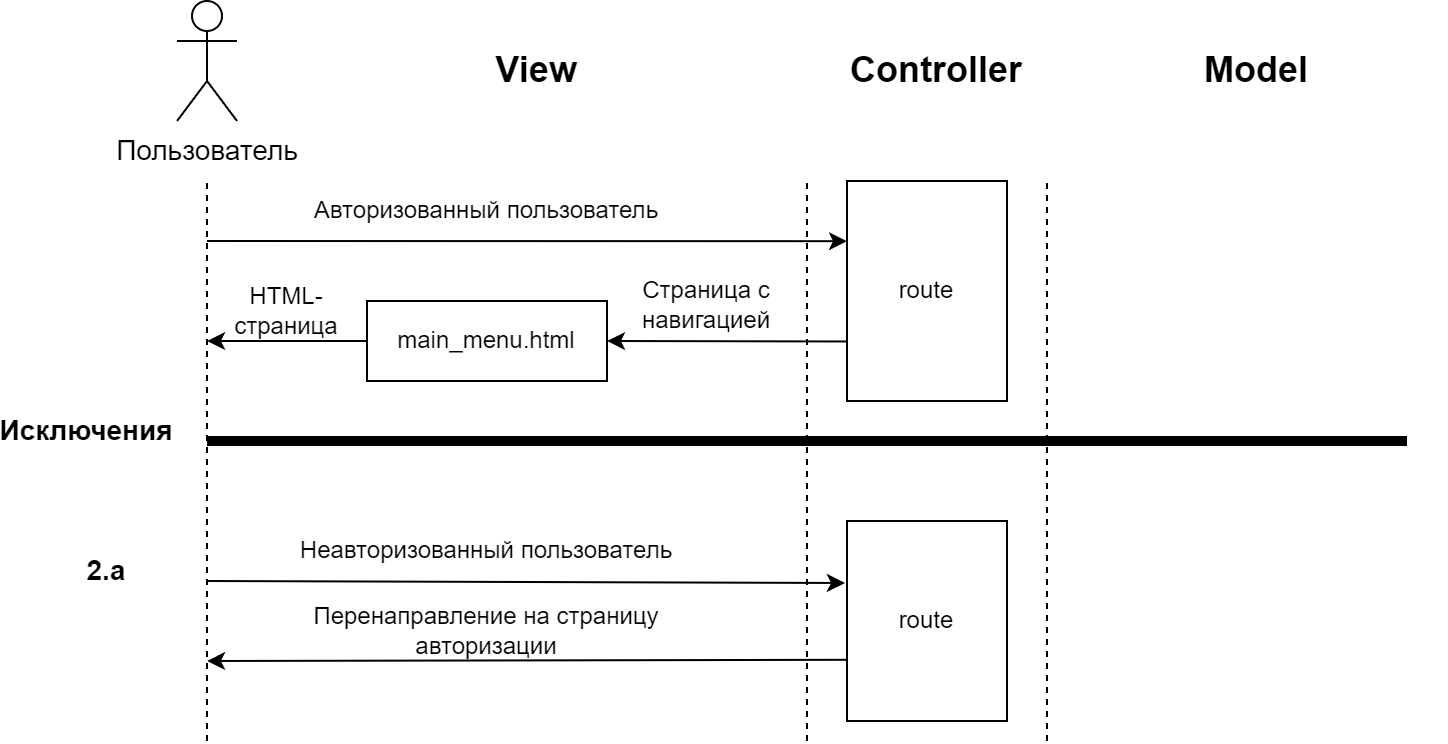 View
Controller
Model
Пользователь
Авторизованный пользователь
route
HTML-
страница
main_menu.html
Страница с
навигацией
Исключения
2.а
Неавторизованный пользователь
route
Перенаправление на страницу
авторизации